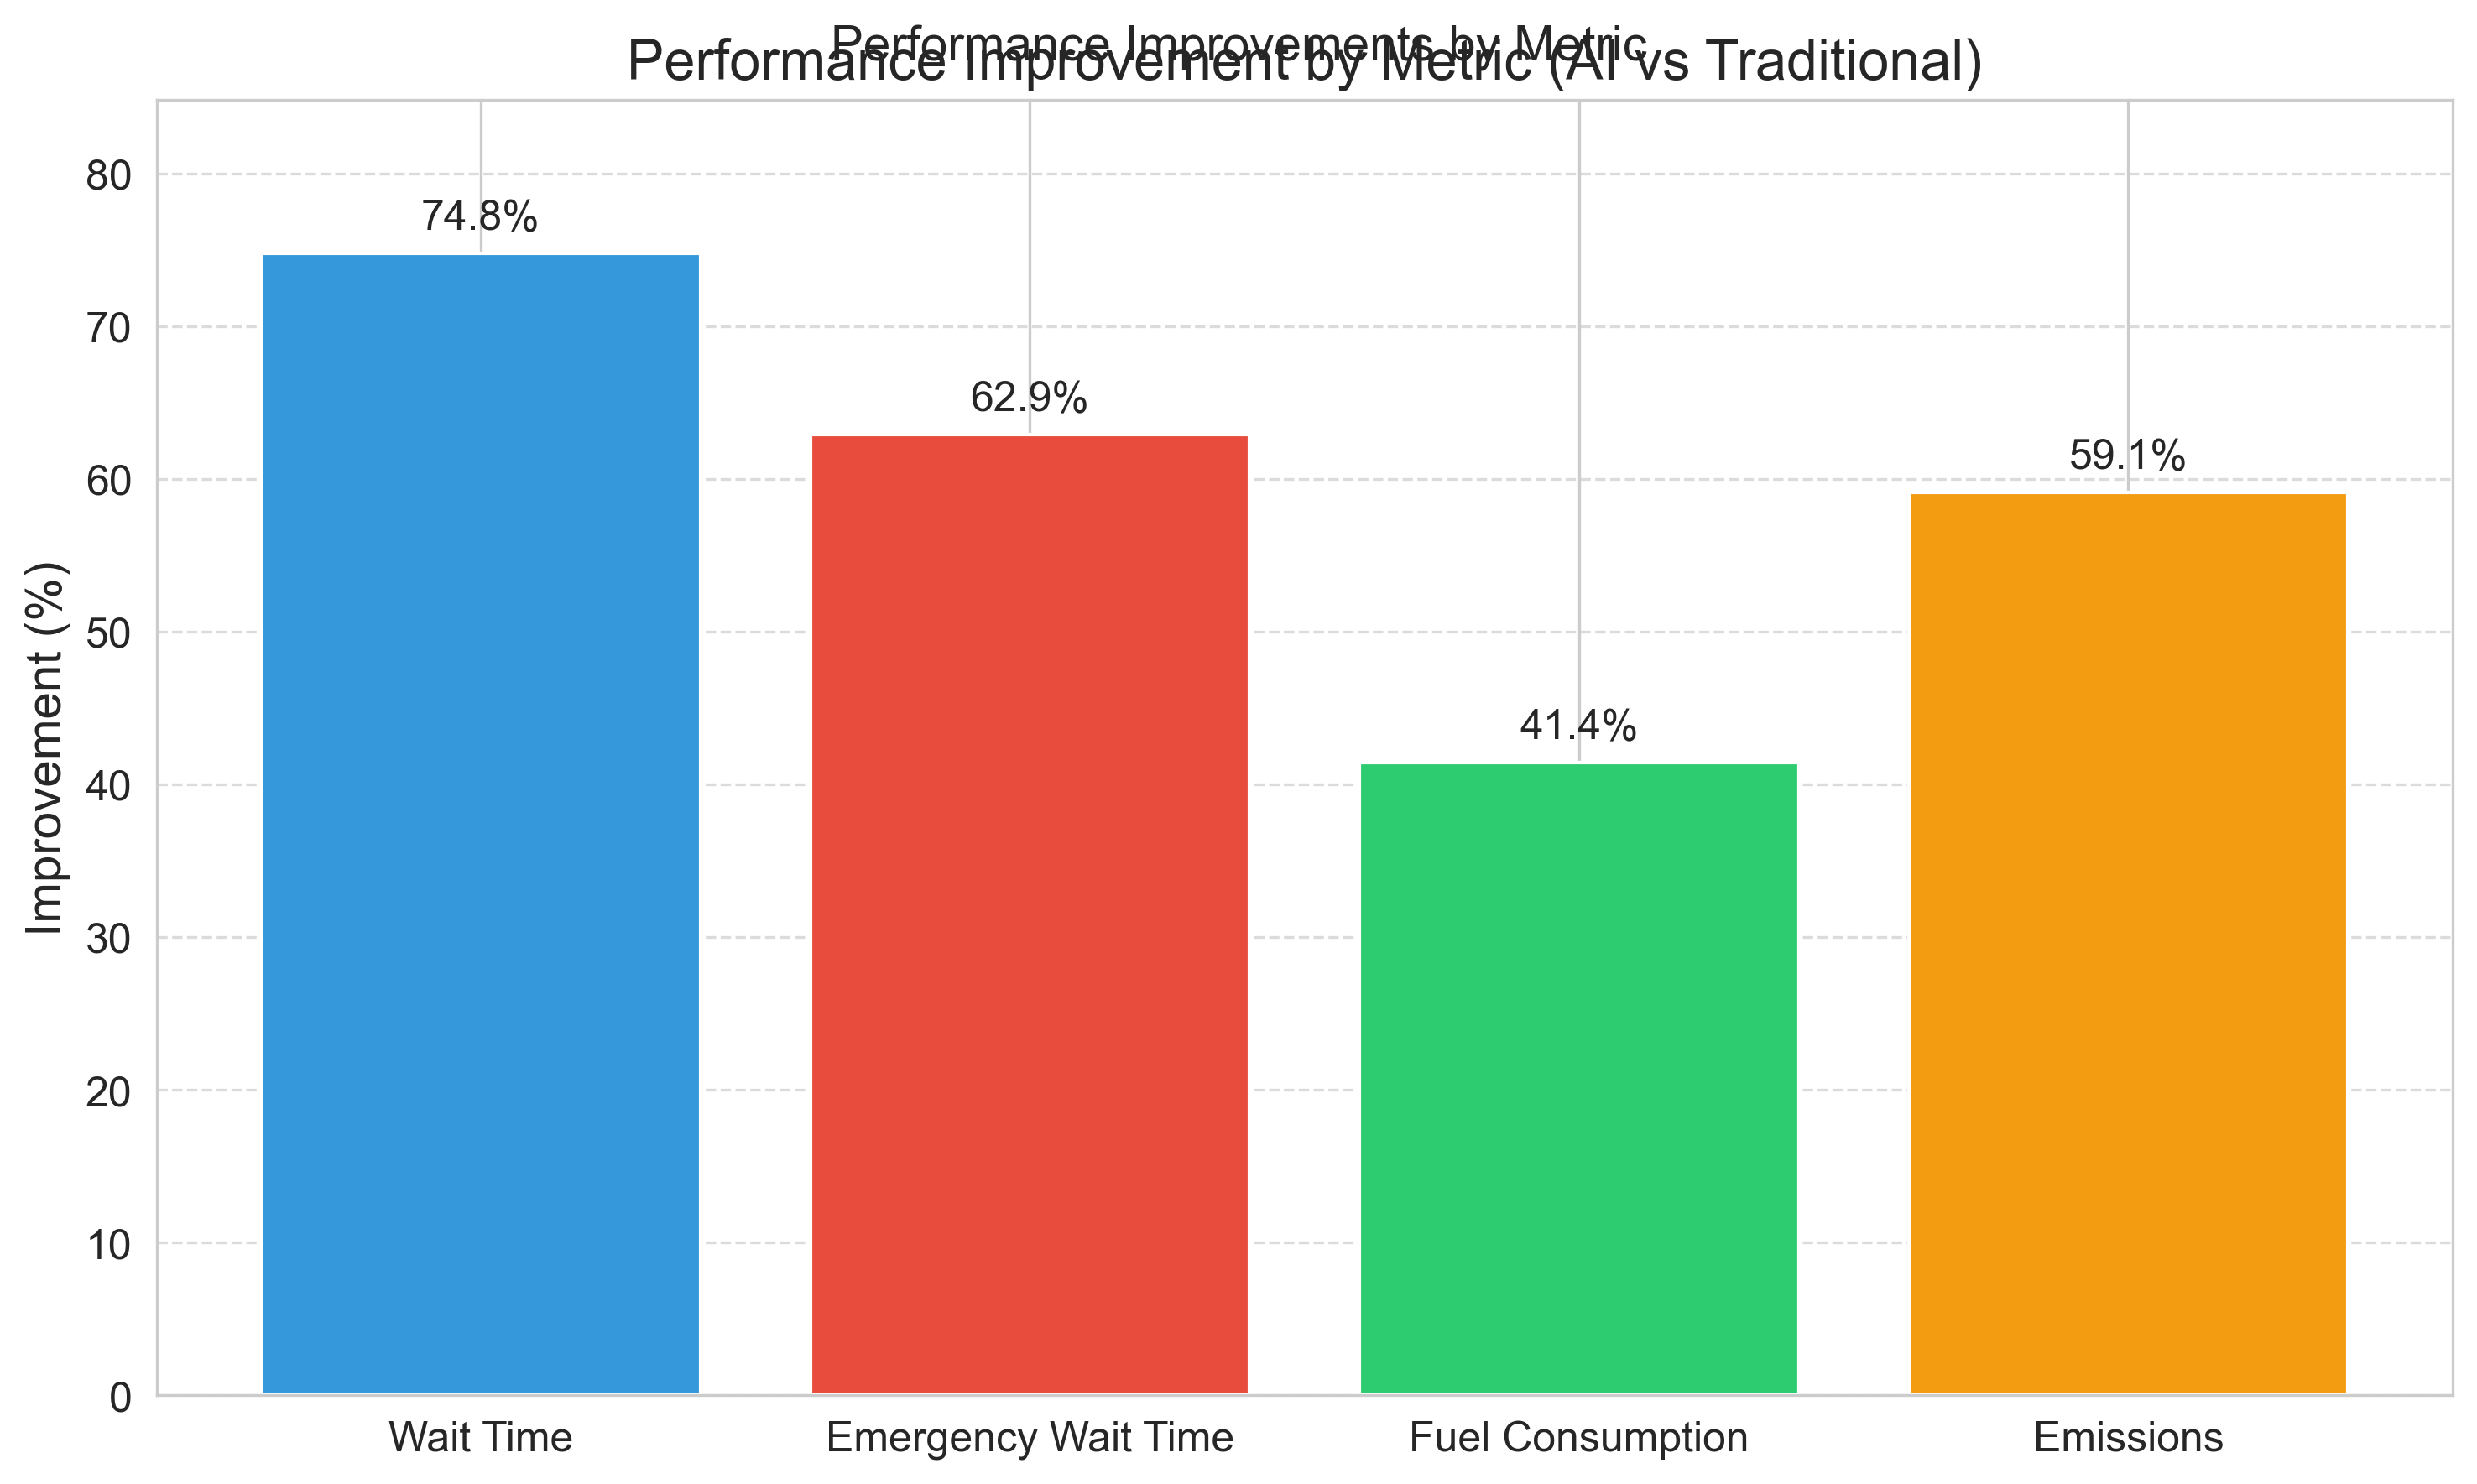 Performance Improvements by Metric
Performance Improvement by Metric (AI vs Traditional)
80
70
60
50
40
30
20
10
0
Improvement (%)
74.8%
62.9%
41.4%
59.1%
Wait Time
Emergency Wait Time
Fuel Consumption
Emissions